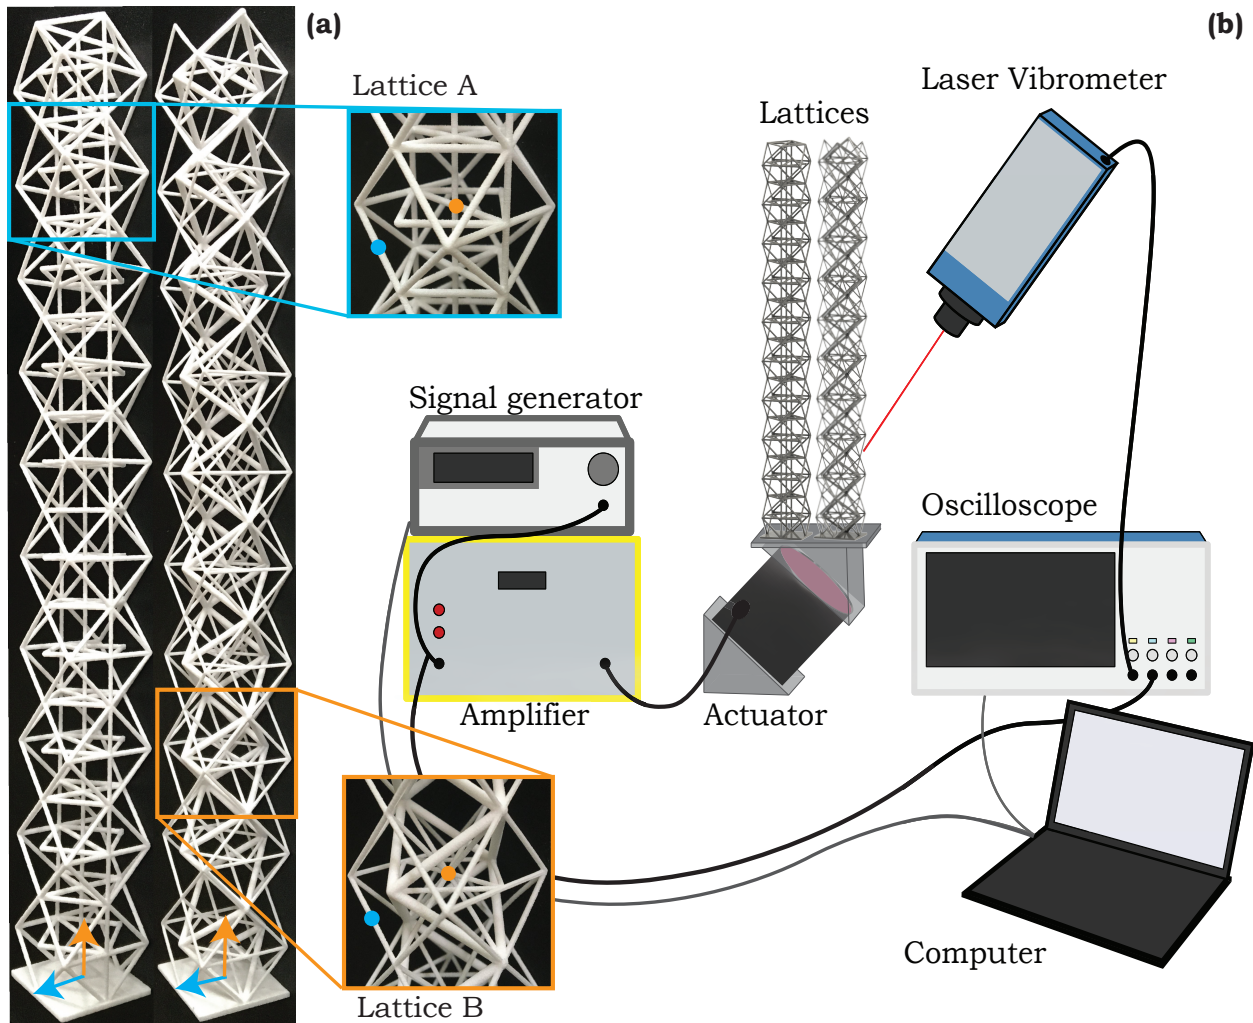 (a)
(b)
Laser Vibrometer
Lattice A
Lattices
Signal generator
Oscilloscope
Amplifier
Actuator
Computer
Lattice B